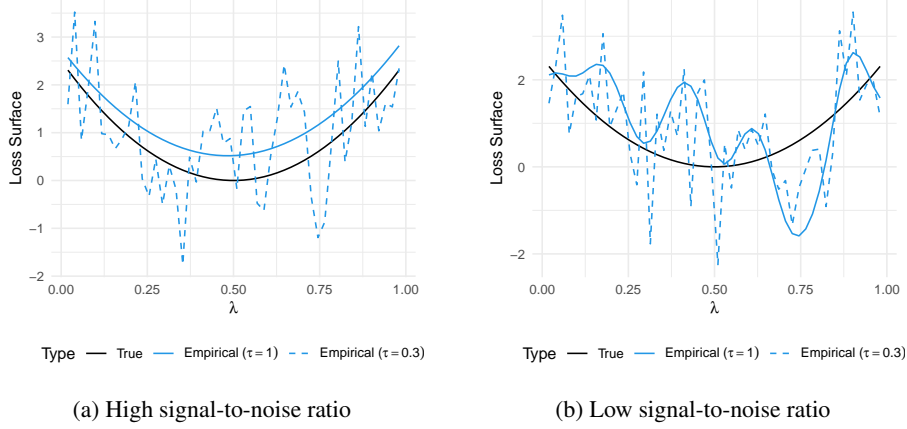 Loss Surface
3
2
1
0
−1
−2
0.00 0.25 0.50 0.75 1.00
λ
Type True Empirical (τ = 1) Empirical (τ = 0.3)
(a) High signal-to-noise ratio
Loss Surface
2
0
−2
0.00 0.25 0.50 0.75 1.00
λ
Type True Empirical (τ = 1) Empirical (τ = 0.3)
(b) Low signal-to-noise ratio